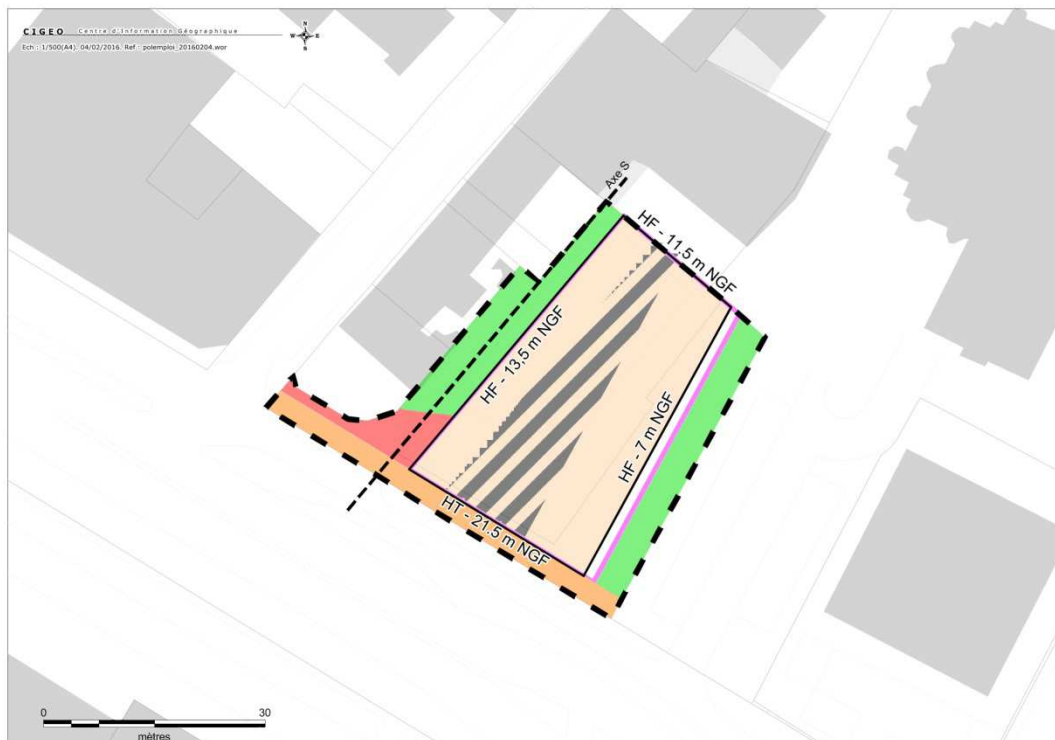 CIGEO Centre d'Information Géographique
Ech : 1/500(A4). 04/02/2016. Ref : polemploi_20160204.wor
N
W E
Axe S
HF - 11,5 m NGF
HF - 13,5 m NGF
HF - 7 m NGF
HT - 21.5 m NGF
0 30
mètres